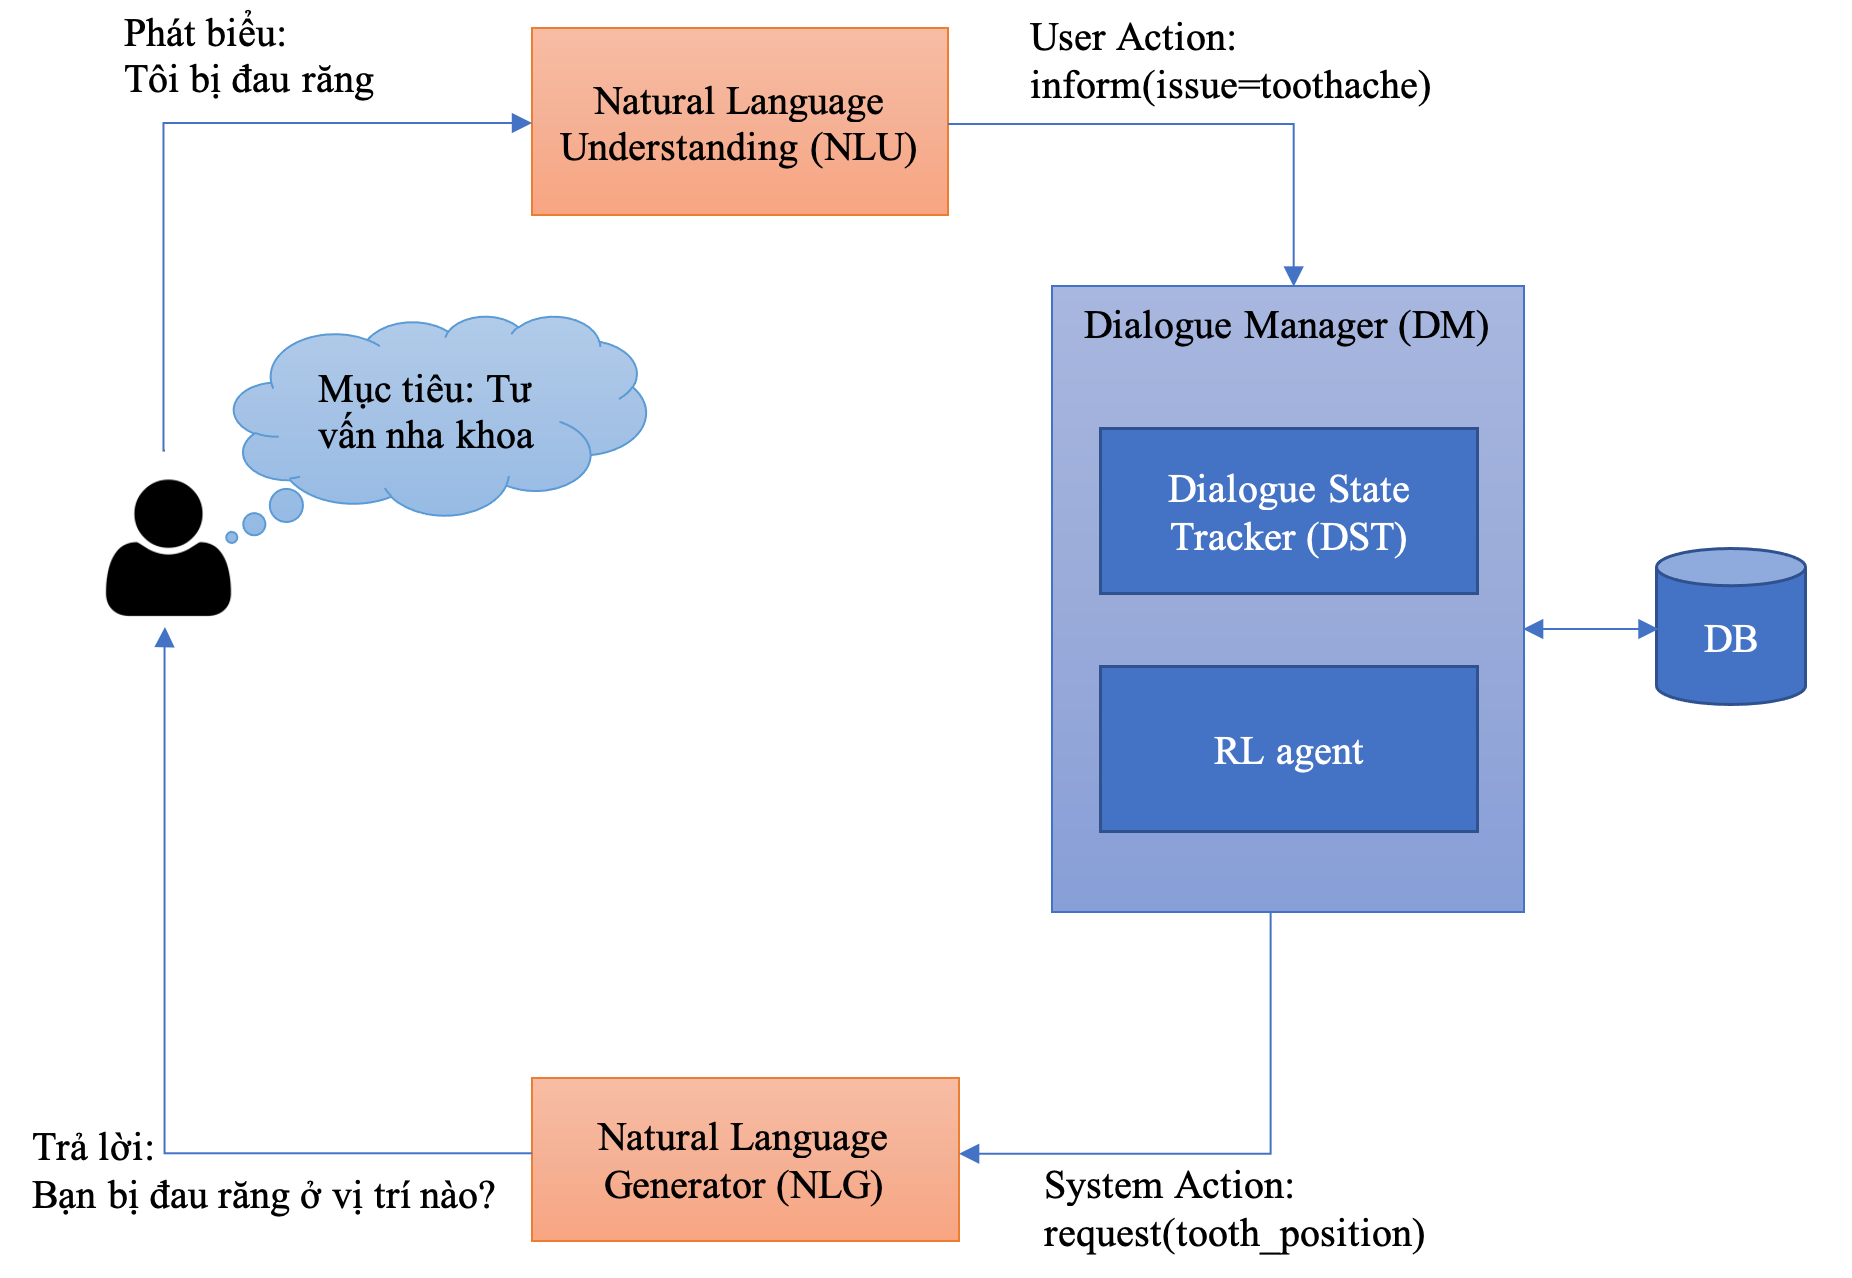 Phát biểu:
Tôi bị đau răng
Natural Language
Understanding (NLU)
User Action:
inform(issue=toothache)
Mục tiêu: Tư
vấn nha khoa
Dialogue Manager (DM)
Dialogue State
Tracker (DST)
RL agent
DB
Natural Language
Generator (NLG)
System Action:
request(tooth_position)
Trả lời:
Bạn bị đau răng ở vị trí nào?